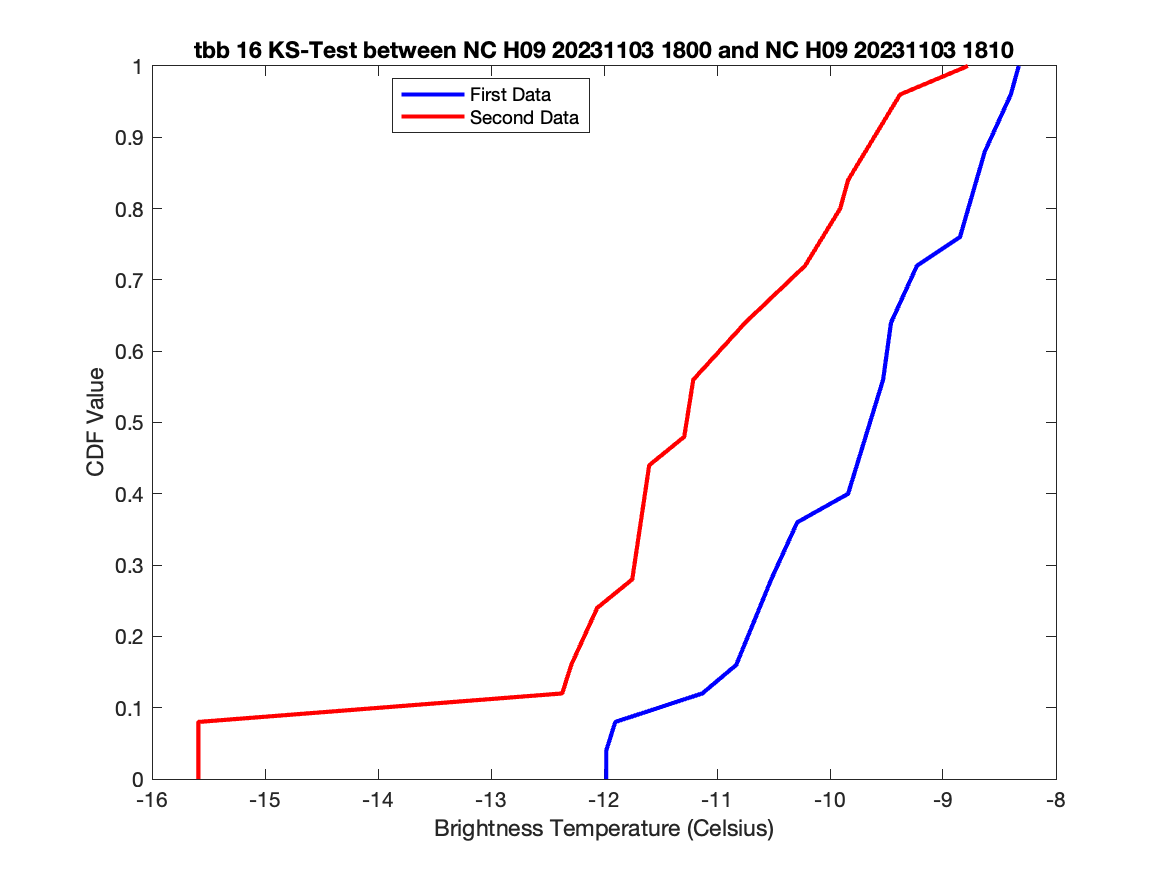 tbb 16 KS-Test between NC H09 20231103 1800 and NC H09 20231103 1810
First Data
Second Data
1
0.9
0.8
0.7
0.6
0.5
0.4
0.3
0.2
0.1
0
CDF Value
-16 -15 -14 -13 -12 -11 -10 -9 -8
Brightness Temperature (Celsius)